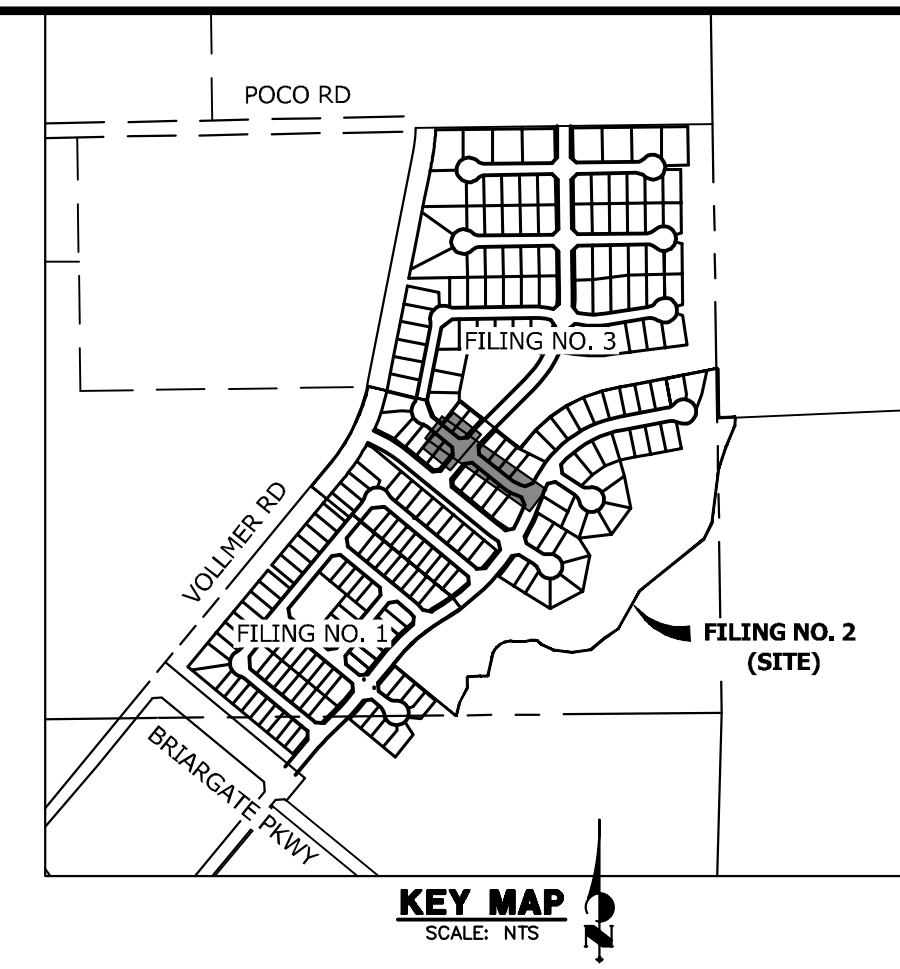 POCO RD
FILING NO. 3
VOLLMER RD
FILING NO. 1
FILING NO. 2
(SITE)
BRIARGATE PKWY
KEY MAP
SCALE: NTS
N